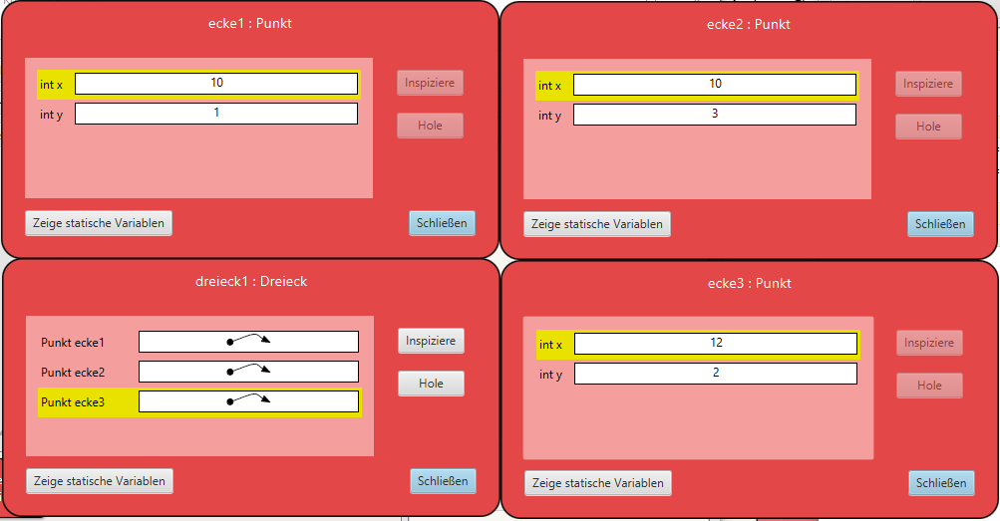 ecke1 : Punkt
int x 10 Inspiziere
int y 1 Hole
Zeige statische Variablen Schließen
ecke2 : Punkt
int x 10 Inspiziere
int y 3 Hole
Zeige statische Variablen Schließen
dreieck1 : Dreieck
Punkt ecke1 Inspiziere
Punkt ecke2 Hole
Punkt ecke3
Zeige statische Variablen Schließen
ecke3 : Punkt
int x 12 Inspiziere
int y 2 Hole
Zeige statische Variablen Schließen